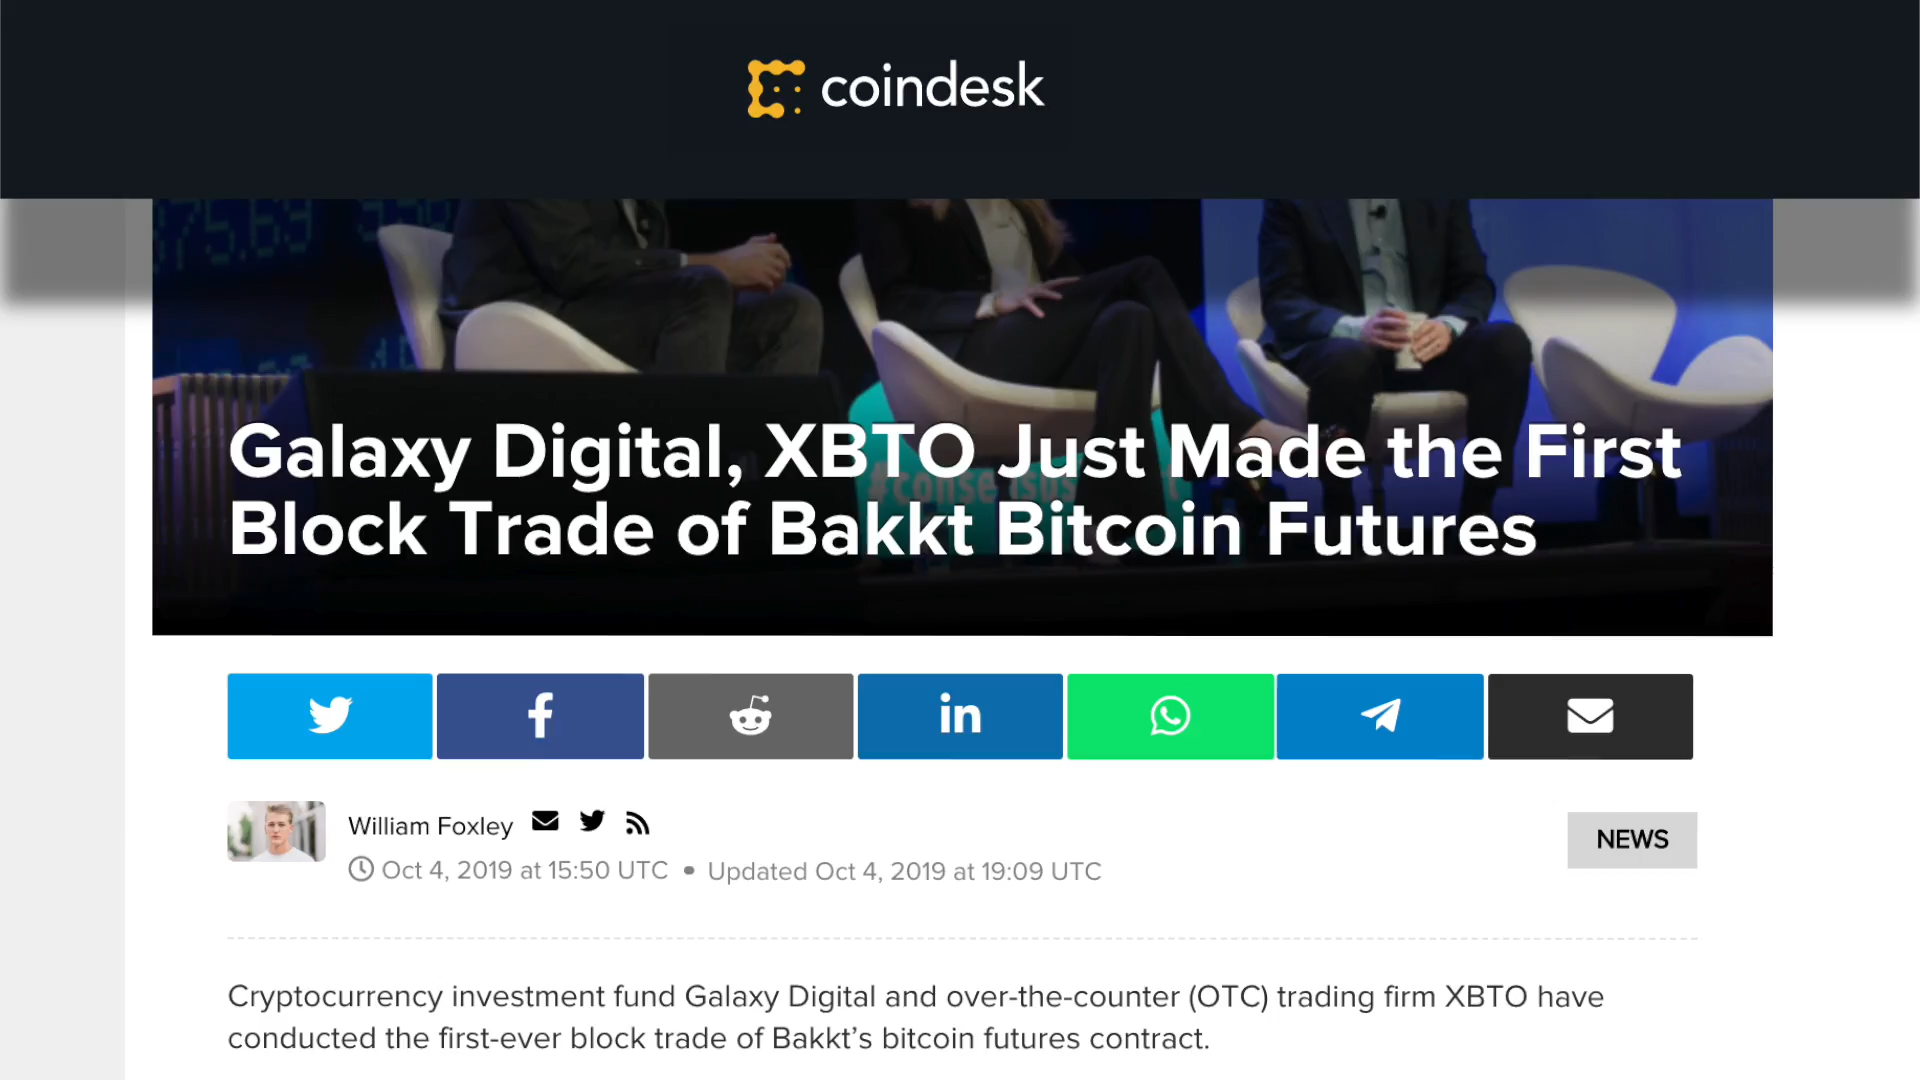 coindesk
75.69
Galaxy Digital, XBTO Just Made the First
Block Trade of Bakkt Bitcoin Futures
William Foxley
Oct 4, 2019 at 15:50 UTC • Updated Oct 4, 2019 at 19:09 UTC
NEWS
Cryptocurrency investment fund Galaxy Digital and over-the-counter (OTC) trading firm XBTO have
conducted the first-ever block trade of Bakkt’s bitcoin futures contract.